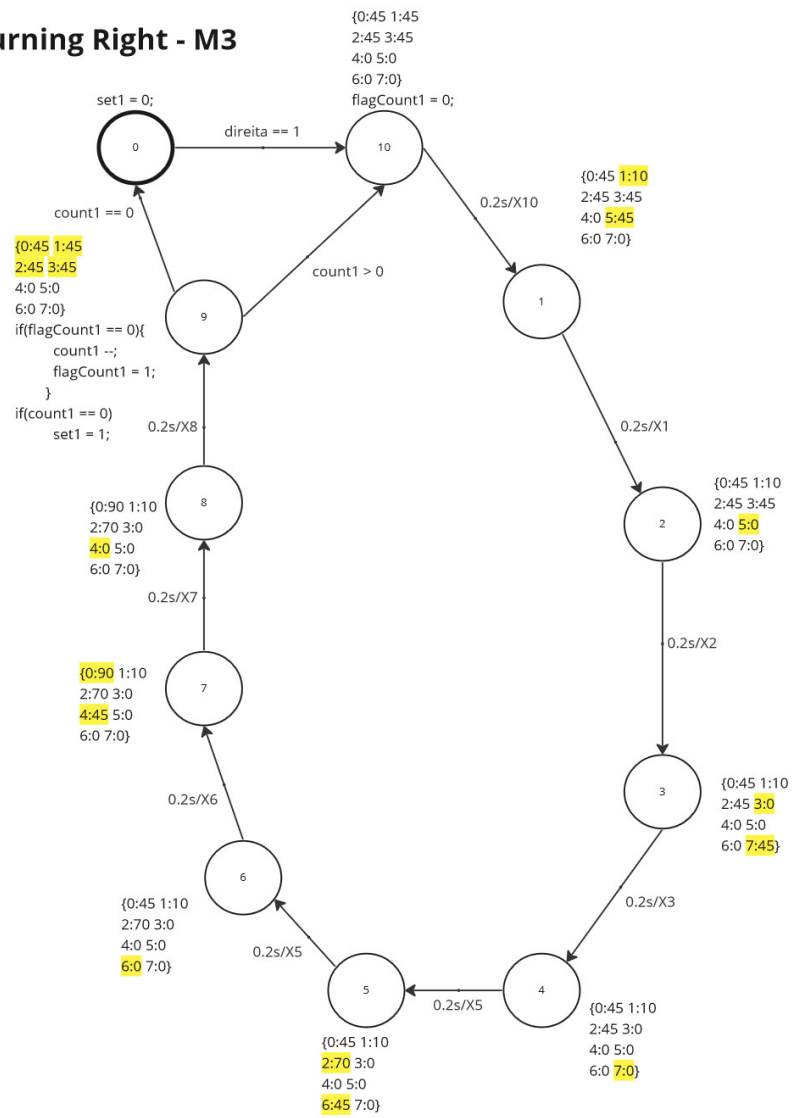 urning Right - M3
{0:45 1:45
2:45 3:45
4:0 5:0
6:0 7:0}
flagCount1 = 0;
set1 = 0;
0
direita == 1
10
0.2s/X10
{0:45 1:10
2:45 3:45
4:0 5:45
6:0 7:0}
count1 == 0
count1 > 0
{0:45 1:45
2:45 3:45
4:0 5:0
6:0 7:0}
if(flagCount1 == 0){
count1 --;
flagCount1 = 1;
}
if(count1 == 0)
set1 = 1;
9
1
0.2s/X8
0.2s/X1
8
{0:90 1:10
2:70 3:0
4:0 5:0
6:0 7:0}
2
{0:45 1:10
2:45 3:45
4:0 5:0
6:0 7:0}
0.2s/X7
0.2s/X2
{0:90 1:10
2:70 3:0
4:45 5:0
6:0 7:0}
7
3
{0:45 1:10
2:45 3:0
4:0 5:0
6:0 7:45}
0.2s/X6
0.2s/X3
{0:45 1:10
2:70 3:0
4:0 5:0
6:0 7:0}
6
0.2s/X5
5
0.2s/X5
4
{0:45 1:10
2:45 3:0
4:0 5:0
6:0 7:0}
{0:45 1:10
2:70 3:0
4:0 5:0
6:45 7:0}